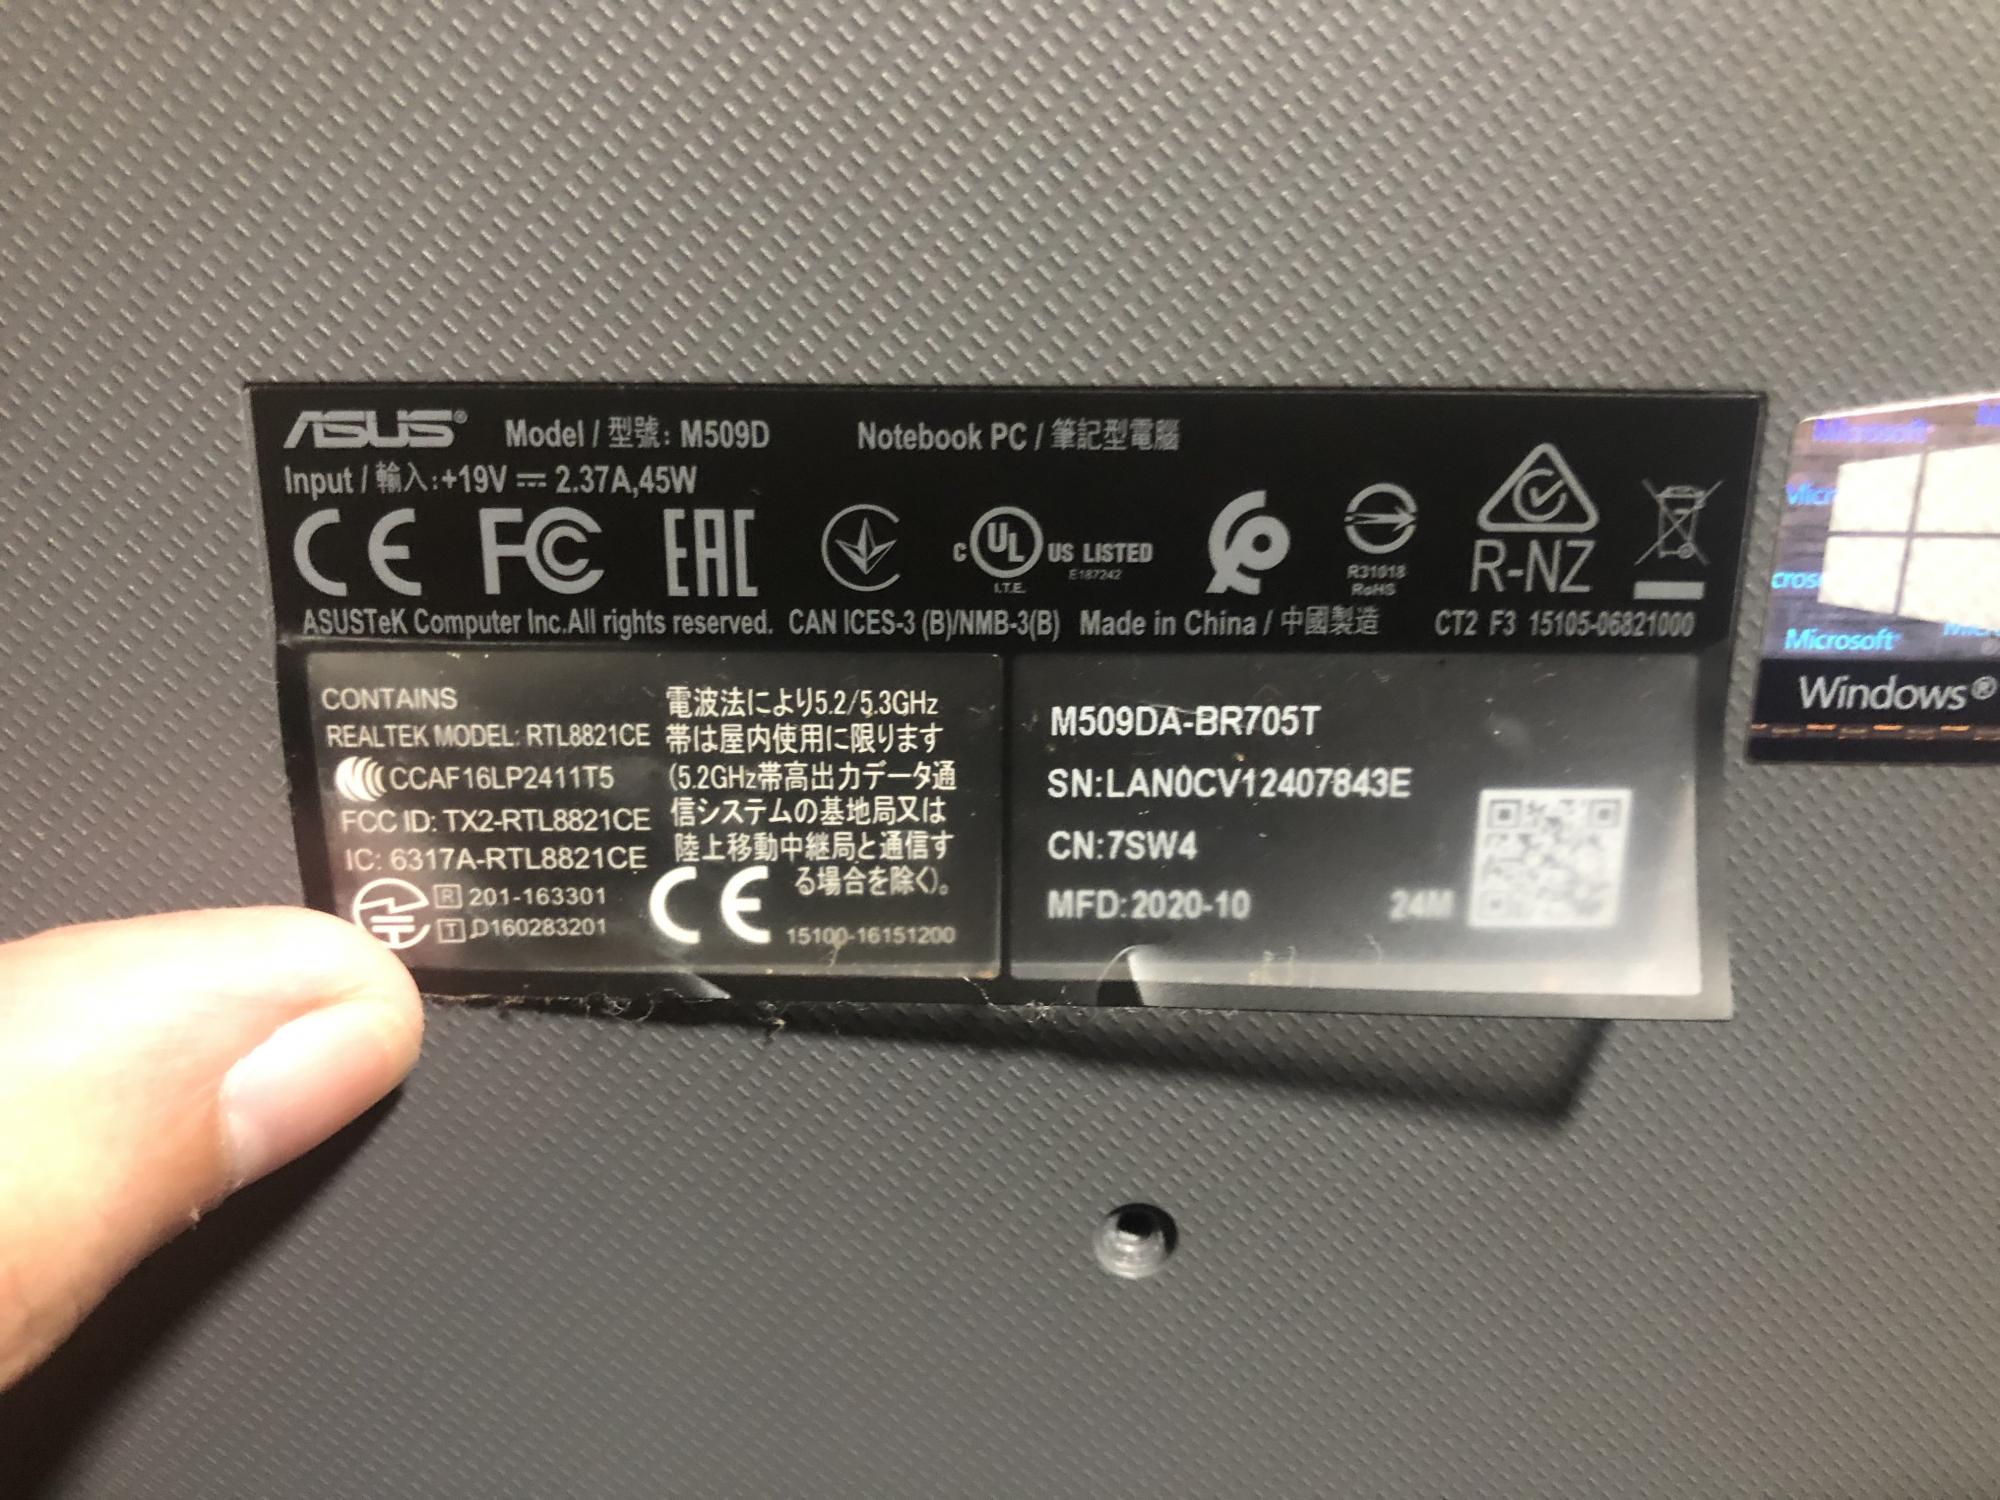 ASUS® Model / 型號: M509D Notebook PC / 筆記型電腦
Input / 輸入:+19V ⎓ 2.37A,45W
CE FC EAC
C UL US LISTED
I.T.E. E187242
R31018
RoHS
R-NZ
ASUSTeK Computer Inc.All rights reserved. CAN ICES-3 (B)/NMB-3(B) Made in China / 中國製造 CT2 F3 15105-06821000
CONTAINS
REALTEK MODEL: RTL8821CE
CCAF16LP2411T5
FCC ID: TX2-RTL8821CE
IC: 6317A-RTL8821CE
R 201-163301
T D160283201
電波法により5.2/5.3GHz
帯は屋内使用に限ります
(5.2GHz帯高出力データ通
信システムの基地局又は
陸上移動中継局と通信す
る場合を除く)。
CE 15100-16151200
M509DA-BR705T
SN:LAN0CV12407843E
CN:7SW4
MFD:2020-10 24M
Microsoft
Microsoft
Windows®